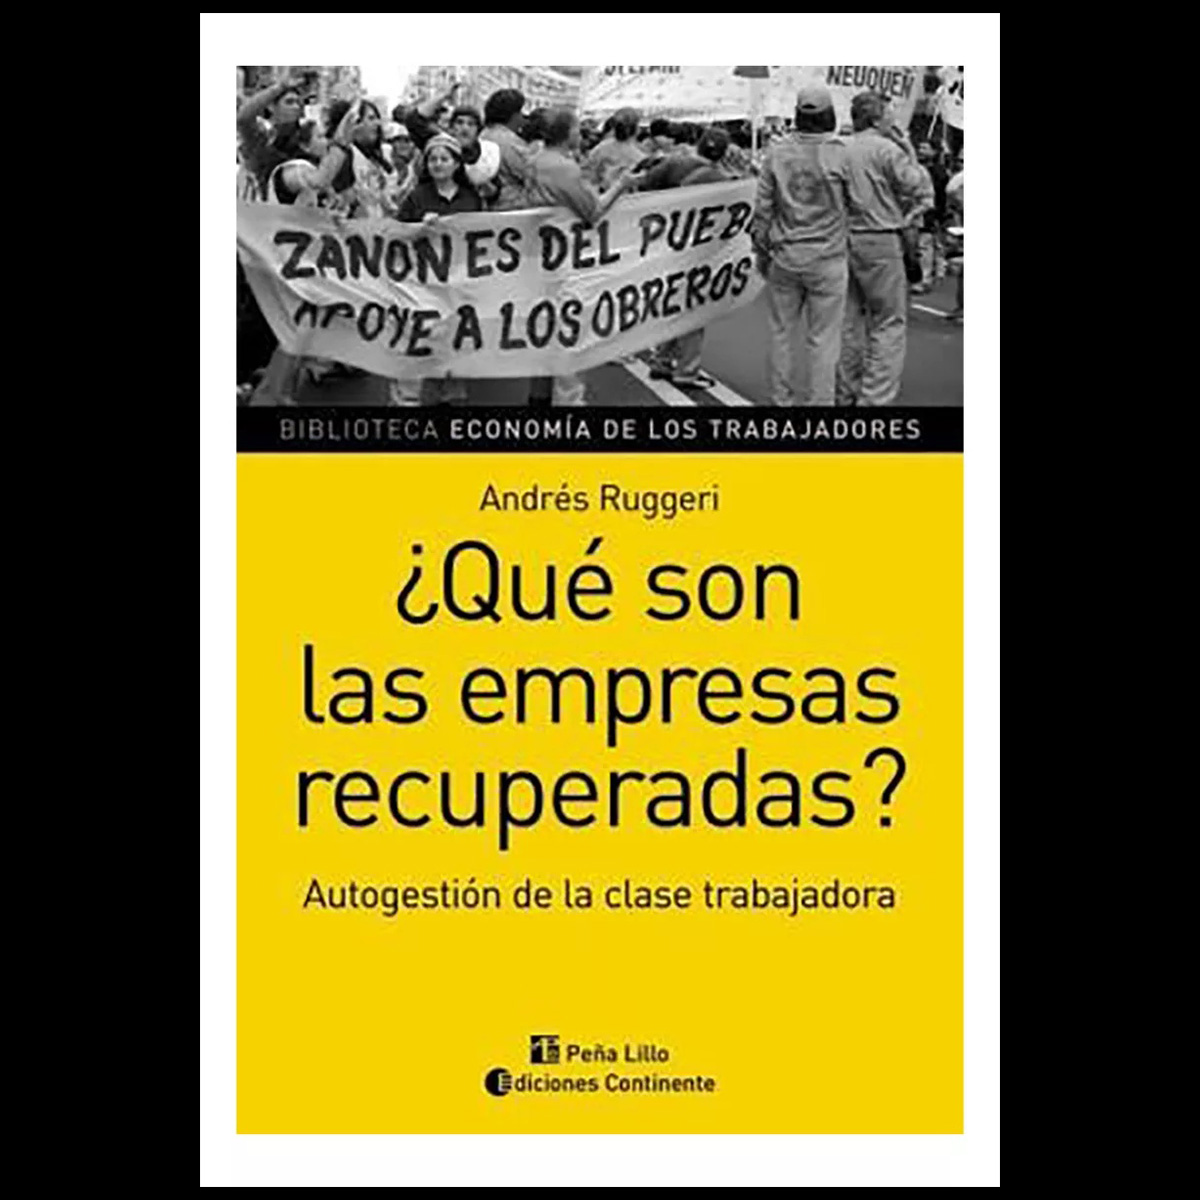 NEUQUEN
ZANON ES DEL PUEB
APOYE A LOS OBREROS
BIBLIOTECA ECONOMÍA DE LOS TRABAJADORES
Andrés Ruggeri
¿Qué son
las empresas
recuperadas?
Autogestión de la clase trabajadora
Peña Lillo
Ediciones Continente